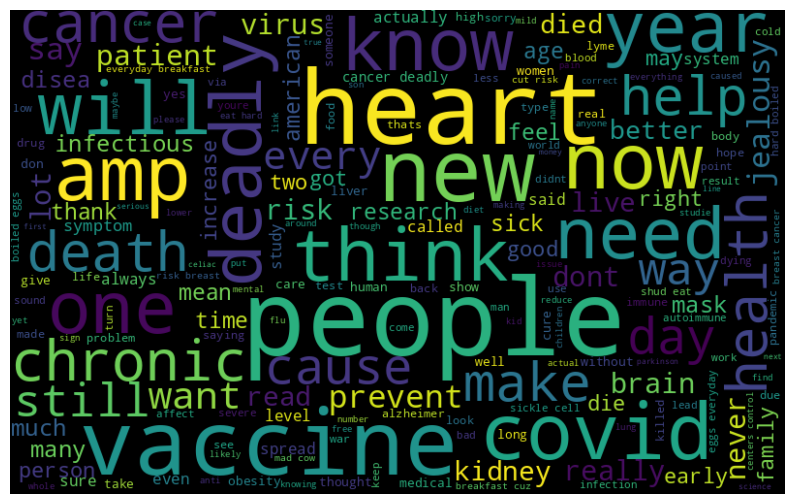 cancer
virus
actually
high
sorry
mild
case
true
someone
know
died
year
cold
say
patient
everyday breakfast
via
less
cancer deadly
age
women
blood
pain
may
system
lyme
disea
yes
youre
american
cut risk
correct
everything
caused
low
maybe
please
eat hard
link
son
thats
food
heart
type
name
real
anyone
help
hard boiled
jealousy
will
deadly
drug
infectious
feel
better
body
don
every
world
money
hope
lot
amp
increase
two
got
new
now
didnt
point
result
liver
making
studie
thank
risk
research
said
live
right
line
symptom
study
called
sick
diet
first
serious
lower
around
though
good
need
way
health
dying
breast cancer
boiled eggs
death
celiac
put
think
issue
dont
give
life
always
risk breast
care
test
human
back
show
use
shud eat
immune
mask
pandemic
sound
one
mean
mental
man
cure
reduce
children
day
autoimmune
yet
turn
time
flu
people
come
kid
made
sign
problem
saying
actual
parkinson
work
next
chronic
cause
well
without
find
still
want
read
prevent
make
brain
due
affect
severe
level
number
alzheimer
look
sickle cell
die
killed
lead
lung
eggs everyday
centers control
never
family
much
many
see
likely
vaccine
free
war
bad
long
covid
person
spread
mad cow
kidney
really
early
sure
take
even
anti
obesity
knowing
thought
keep
medical
breakfast cuz
infection
whole
science